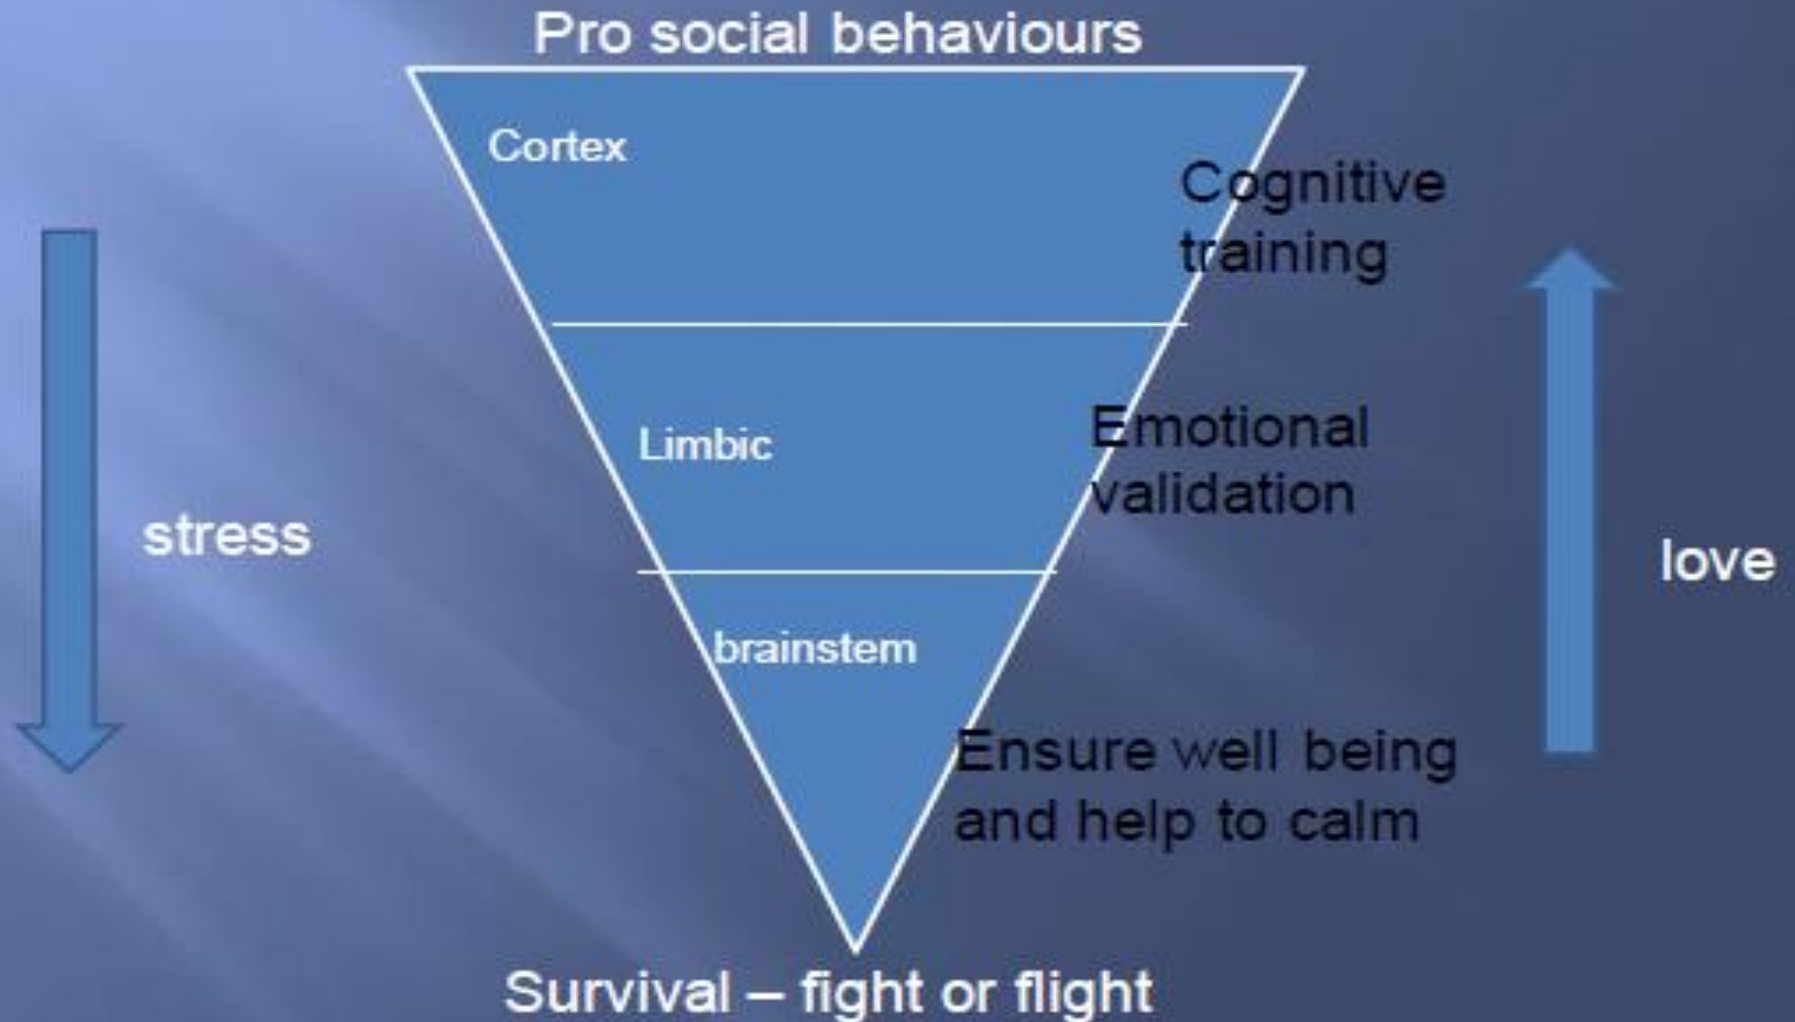 Pro social behaviours
Cortex
Cognitive
training
Limbic
Emotional
validation
stress
love
brainstem
Ensure well being
and help to calm
Survival – fight or flight